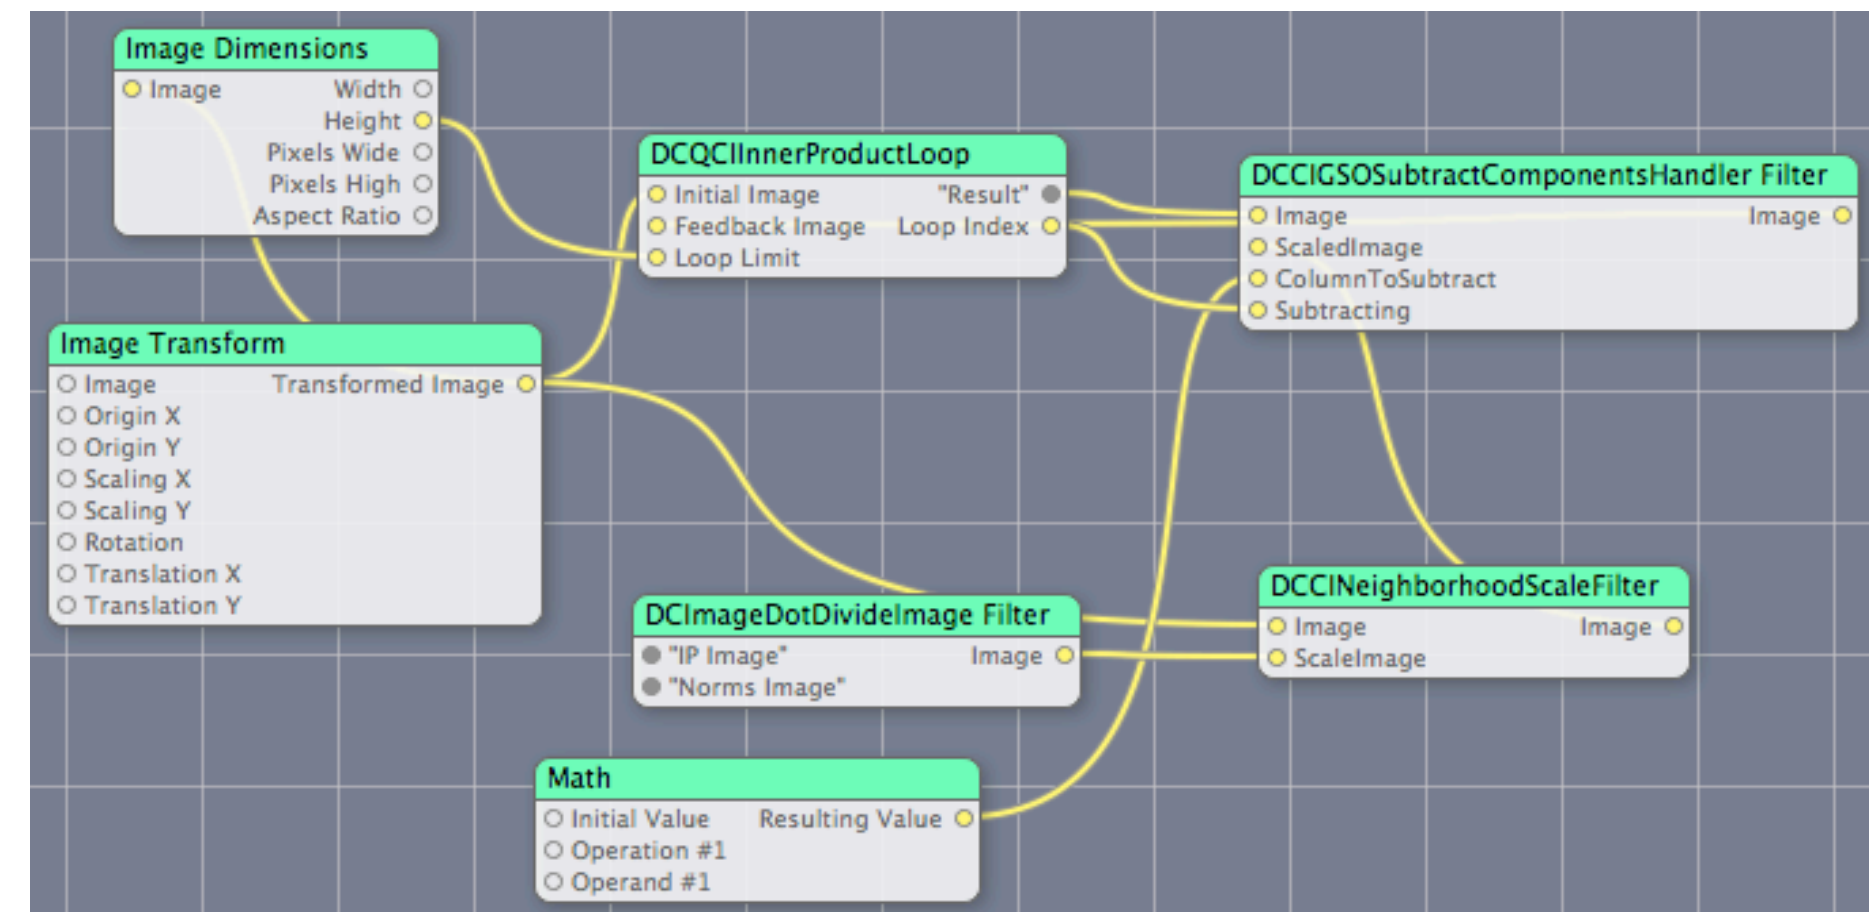 Image Dimensions
Image Width
Height
Pixels Wide
Pixels High
Aspect Ratio
DCQCIInnerProductLoop
Initial Image "Result"
Feedback Image Loop Index
Loop Limit
DCCIGSOSubtractComponentsHandler Filter
Image Image
ScaledImage
ColumnToSubtract
Subtracting
Image Transform
Image Transformed Image
Origin X
Origin Y
Scaling X
Scaling Y
Rotation
Translation X
Translation Y
DCImageDotDivideImage Filter
"IP Image" Image
"Norms Image"
DCCINeighborhoodScaleFilter
Image Image
ScaleImage
Math
Initial Value Resulting Value
Operation #1
Operand #1